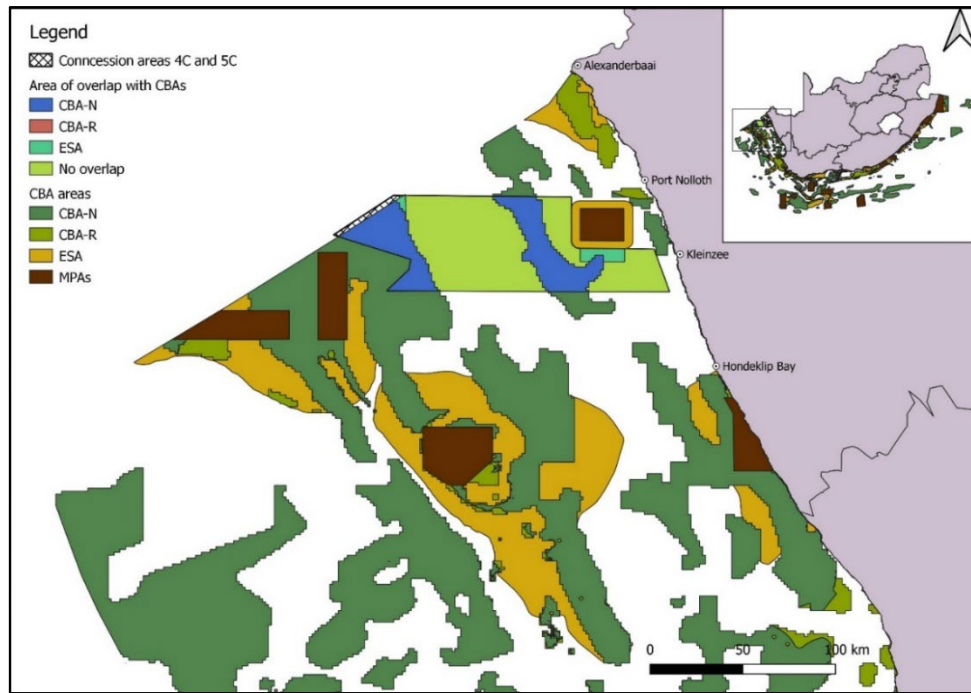 Legend
Conncession areas 4C and 5C
Area of overlap with CBAs
CBA-N
CBA-R
ESA
No overlap
CBA areas
CBA-N
CBA-R
ESA
MPAs
Alexanderbaai
Port Nolloth
Kleinzee
Hondeklip Bay
0 50 100 km